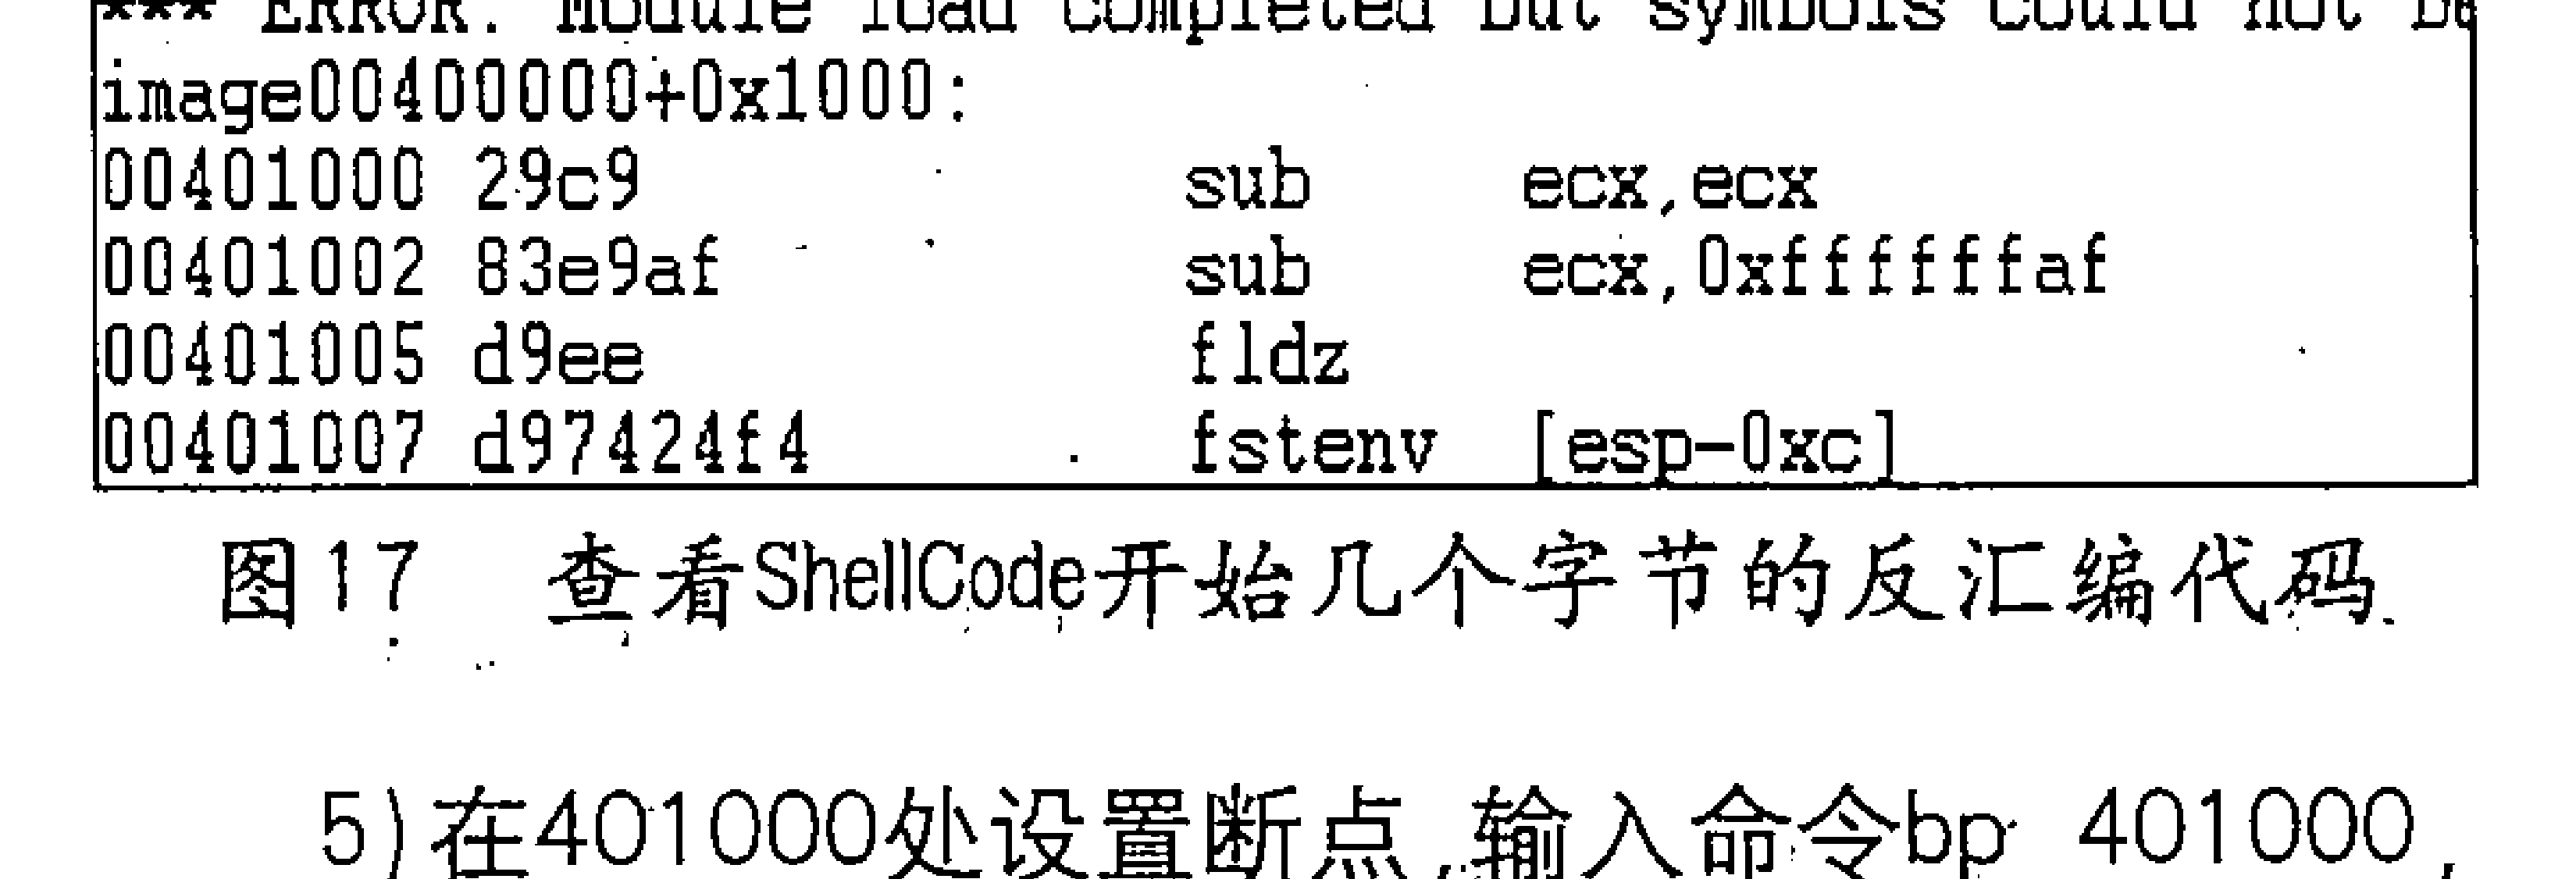 *** ERROR: Module load completed but symbols could not be
image00400000+0x1000:
00401000 29c9 sub ecx,ecx
00401002 83e9af sub ecx,0xffffffaf
00401005 d9ee fldz
00401007 d97424f4 fstenv [esp-0xc]
图17 查看ShellCode开始几个字节的反汇编代码
5)在401000处设置断点,输入命令bp 401000,